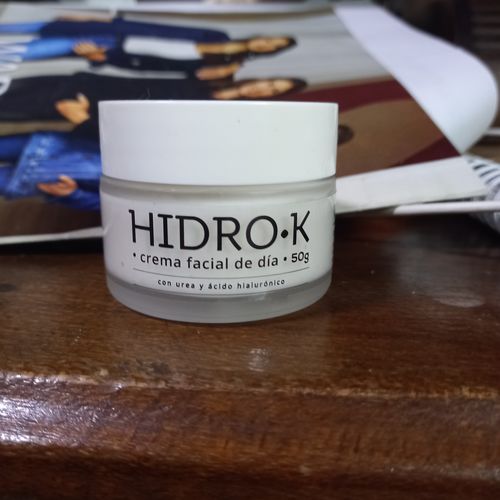 HIDRO•K
• crema facial de día • 50g
con urea y ácido hialurónico